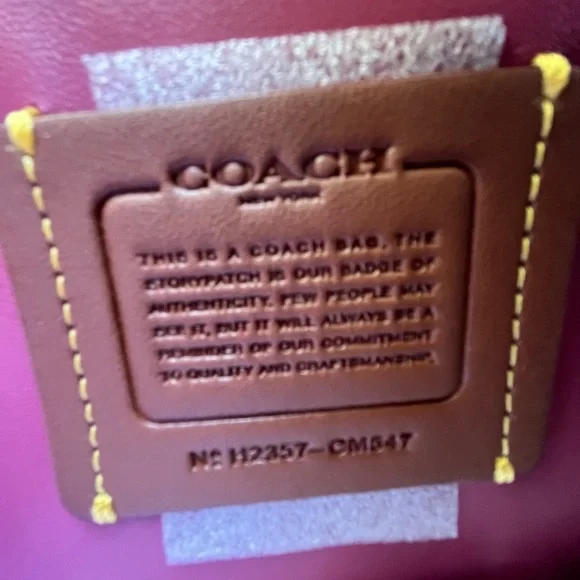 COACH
NEW YORK
THIS IS A COACH BAG. THE
STORYPATCH IS OUR BADGE OF
AUTHENTICITY. FEW PEOPLE MAY
SEE IT, BUT IT WILL ALWAYS BE A
REMINDER OF OUR COMMITMENT
TO QUALITY AND CRAFTSMANSHIP.
Nº H2357-CM547